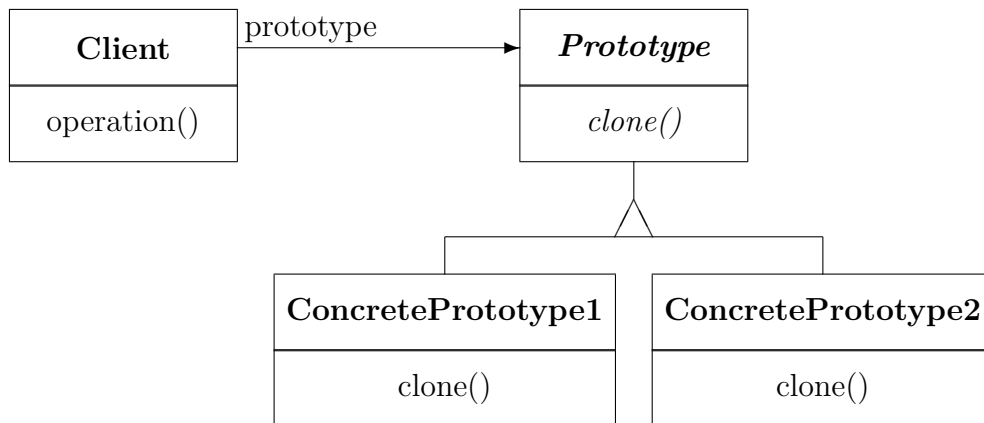 Client
operation()
prototype
Prototype
clone()
ConcretePrototype1
clone()
ConcretePrototype2
clone()